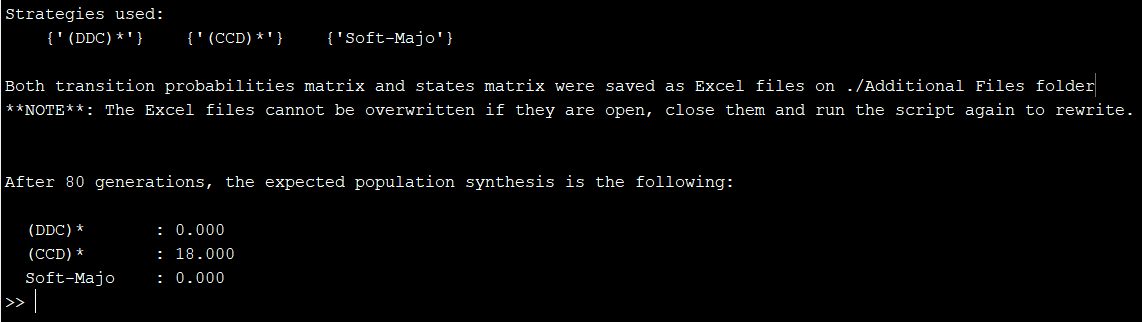 Strategies used:
{'(DDC)*'}    {'(CCD)*'}    {'Soft-Majo'}
Both transition probabilities matrix and states matrix were saved as Excel files on ./Additional Files folder
**NOTE**: The Excel files cannot be overwritten if they are open, close them and run the script again to rewrite.
After 80 generations, the expected population synthesis is the following:
(DDC)*       : 0.000
(CCD)*       : 18.000
Soft-Majo    : 0.000
>>